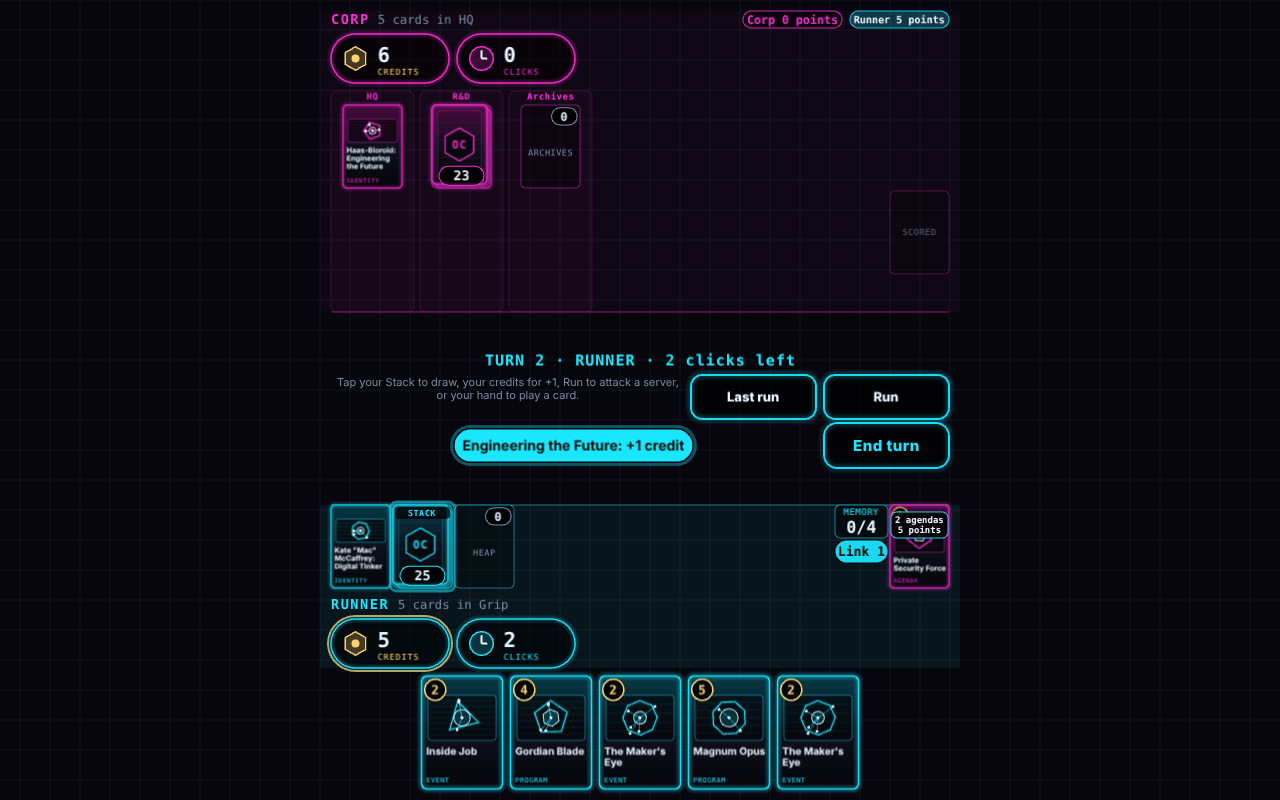 CORP 5 cards in HQ
Corp 0 points
Runner 5 points
6
CREDITS
0
CLICKS
HQ
R&D
Archives
Haas-Bioroid:
Engineering
the Future
IDENTITY
OC
23
0
ARCHIVES
SCORED
TURN 2 · RUNNER · 2 clicks left
Tap your Stack to draw, your credits for +1, Run to attack a server,
or your hand to play a card.
Last run
Run
Engineering the Future: +1 credit
End turn
Kate "Mac"
McCaffrey:
Digital Tinker
IDENTITY
STACK
OC
25
0
HEAP
MEMORY
0/4
Link 1
2 agendas
5 points
Private
Security Force
AGENDA
RUNNER 5 cards in Grip
5
CREDITS
2
CLICKS
2
Inside Job
EVENT
4
Gordian Blade
PROGRAM
2
The Maker's
Eye
EVENT
5
Magnum Opus
PROGRAM
2
The Maker's
Eye
EVENT